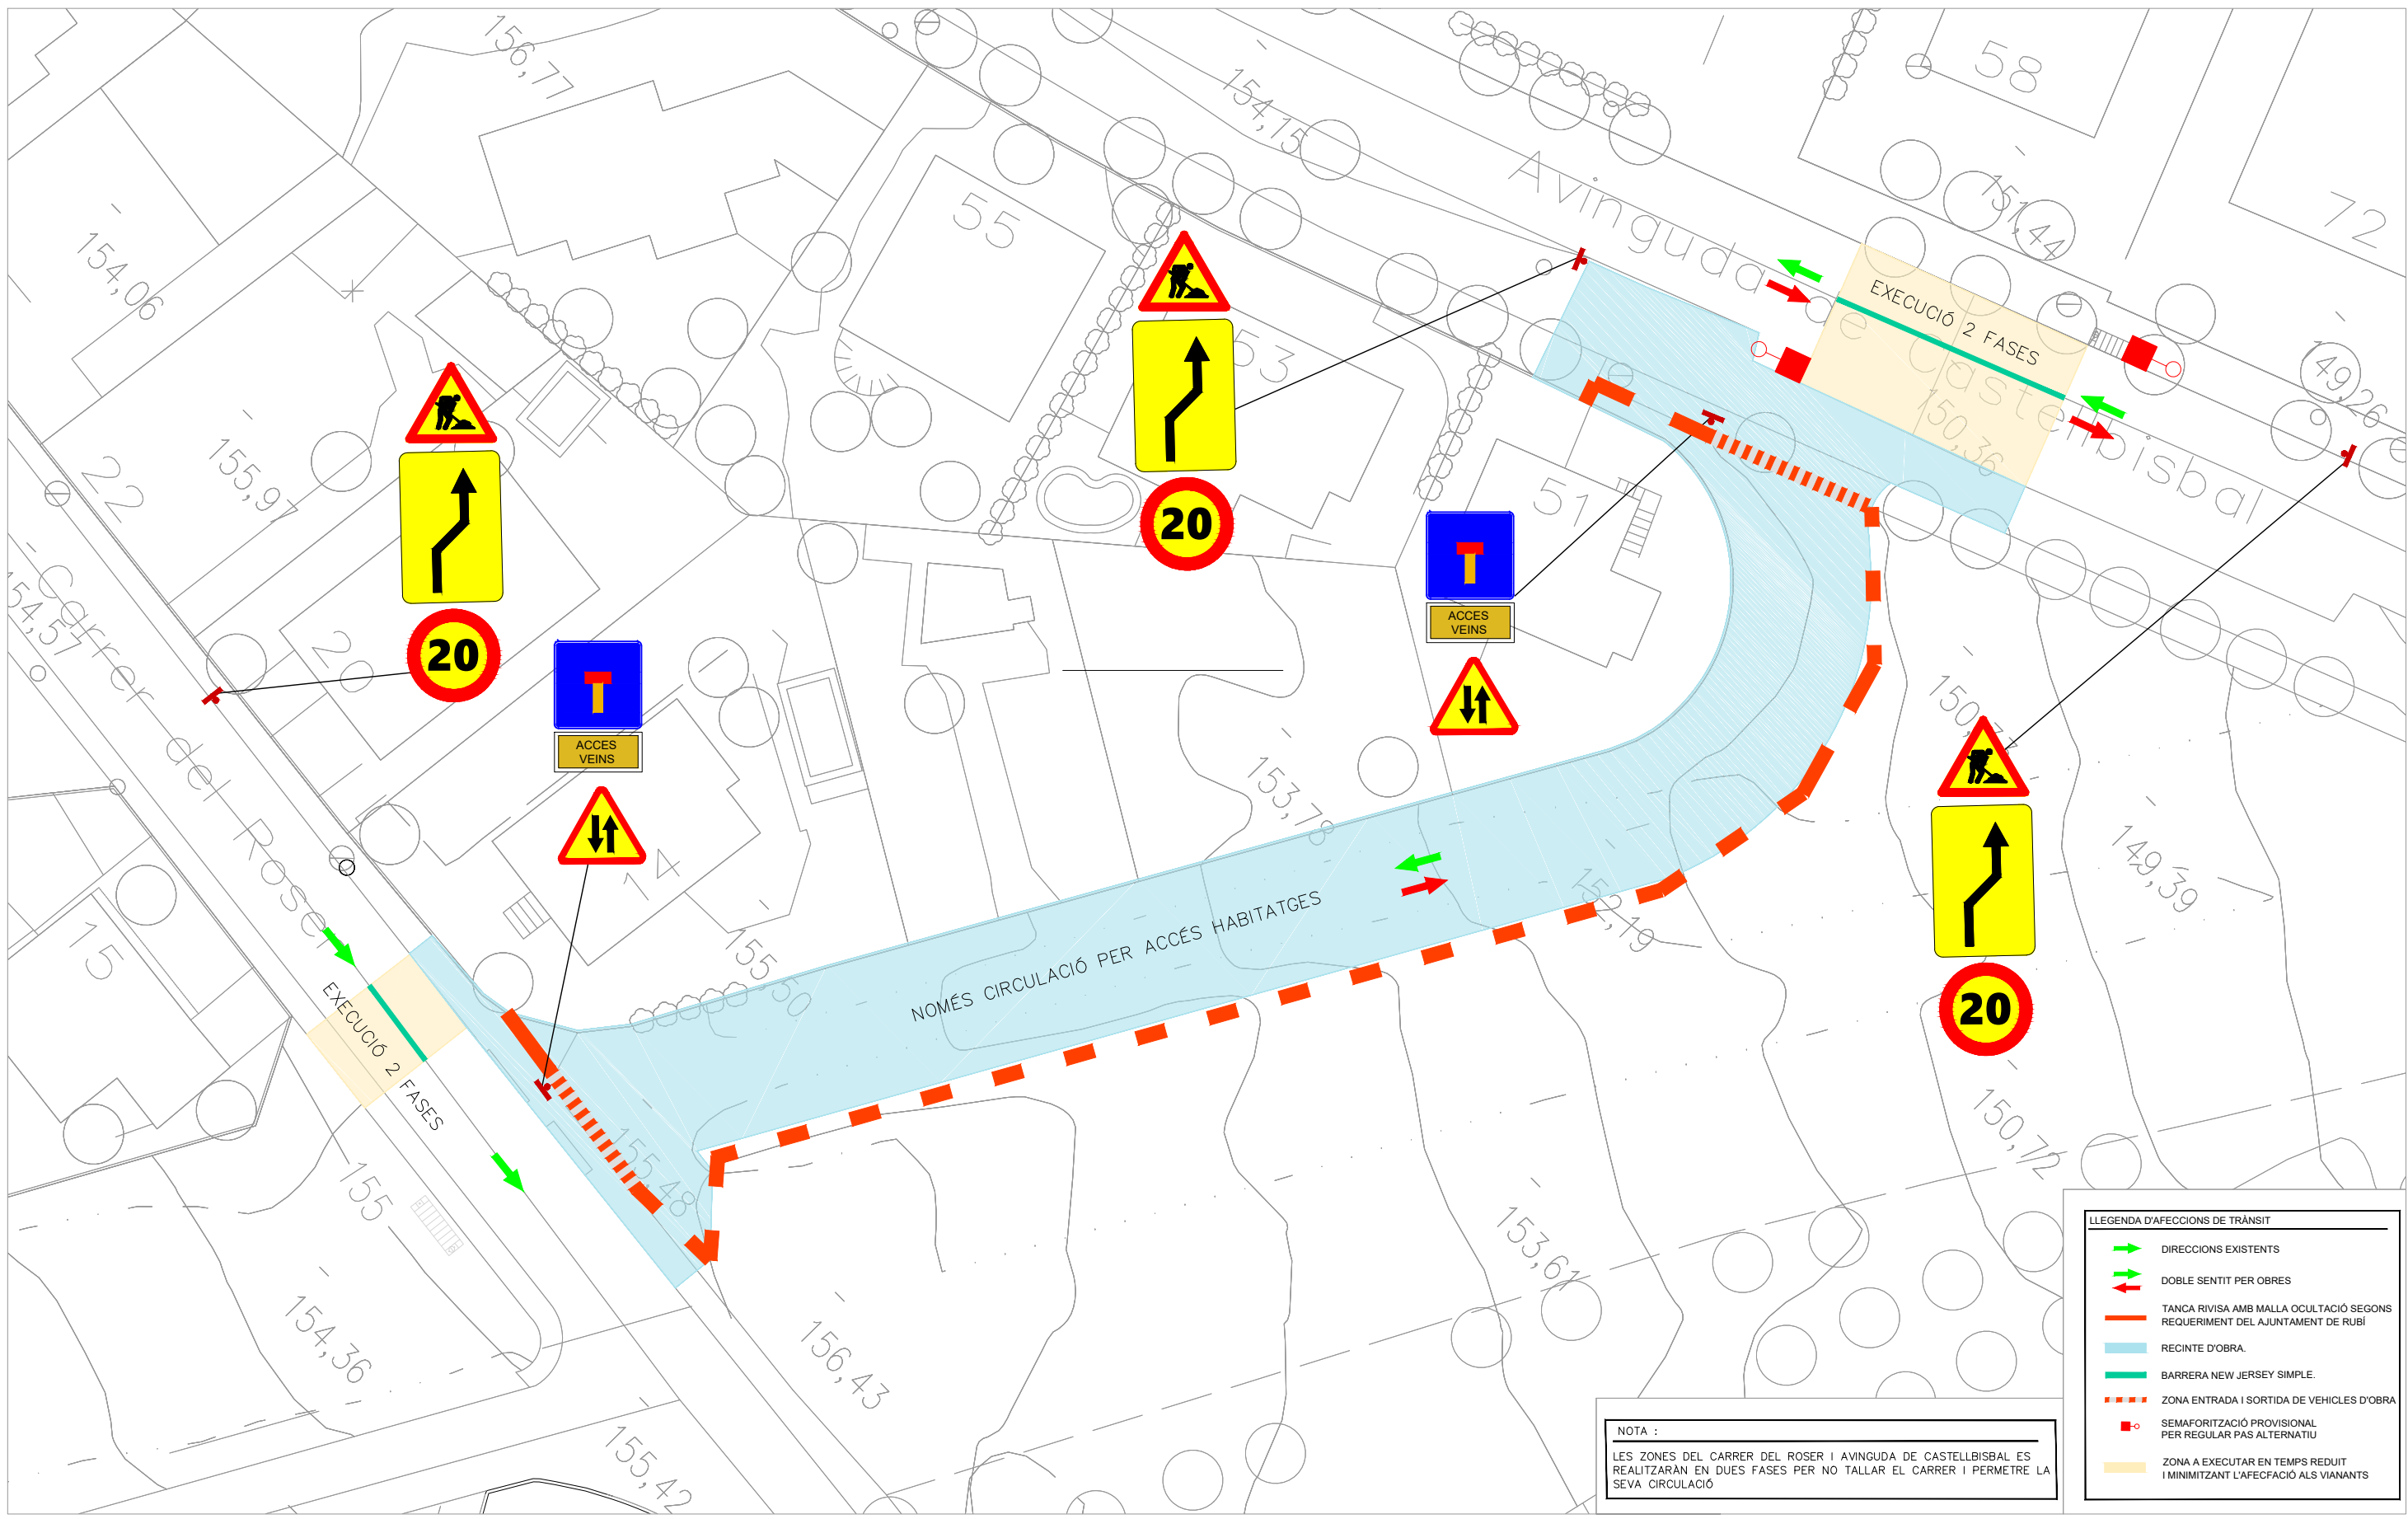 156,77
154,15
58
151,44
72
Avinguda de Castellbisbal
55
154,06
EXECUCIÓ 2 FASES
149,26
53
150,36
155,91
22
51
20
ACCES
VEINS
20
154,57
Carrer del Roser
20
ACCES
VEINS
20
150,77
153,78
14
149,39
152,19
NOMÉS CIRCULACIÓ PER ACCÉS HABITATGES
15
155,50
20
EXECUCIÓ 2 FASES
155,48
155
150,72
153,61
154,36
156,43
155,42
NOTA :
LES ZONES DEL CARRER DEL ROSER I AVINGUDA DE CASTELLBISBAL ES
REALITZARÀN EN DUES FASES PER NO TALLAR EL CARRER I PERMETRE LA
SEVA CIRCULACIÓ
LLEGENDA D'AFECCIONS DE TRÀNSIT
DIRECCIONS EXISTENTS
DOBLE SENTIT PER OBRES
TANCA RIVISA AMB MALLA OCULTACIÓ SEGONS
REQUERIMENT DEL AJUNTAMENT DE RUBÍ
RECINTE D'OBRA.
BARRERA NEW JERSEY SIMPLE.
ZONA ENTRADA I SORTIDA DE VEHICLES D'OBRA
SEMAFORITZACIÓ PROVISIONAL
PER REGULAR PAS ALTERNATIU
ZONA A EXECUTAR EN TEMPS REDUIT
I MINIMITZANT L'AFECFACIÓ ALS VIANANTS